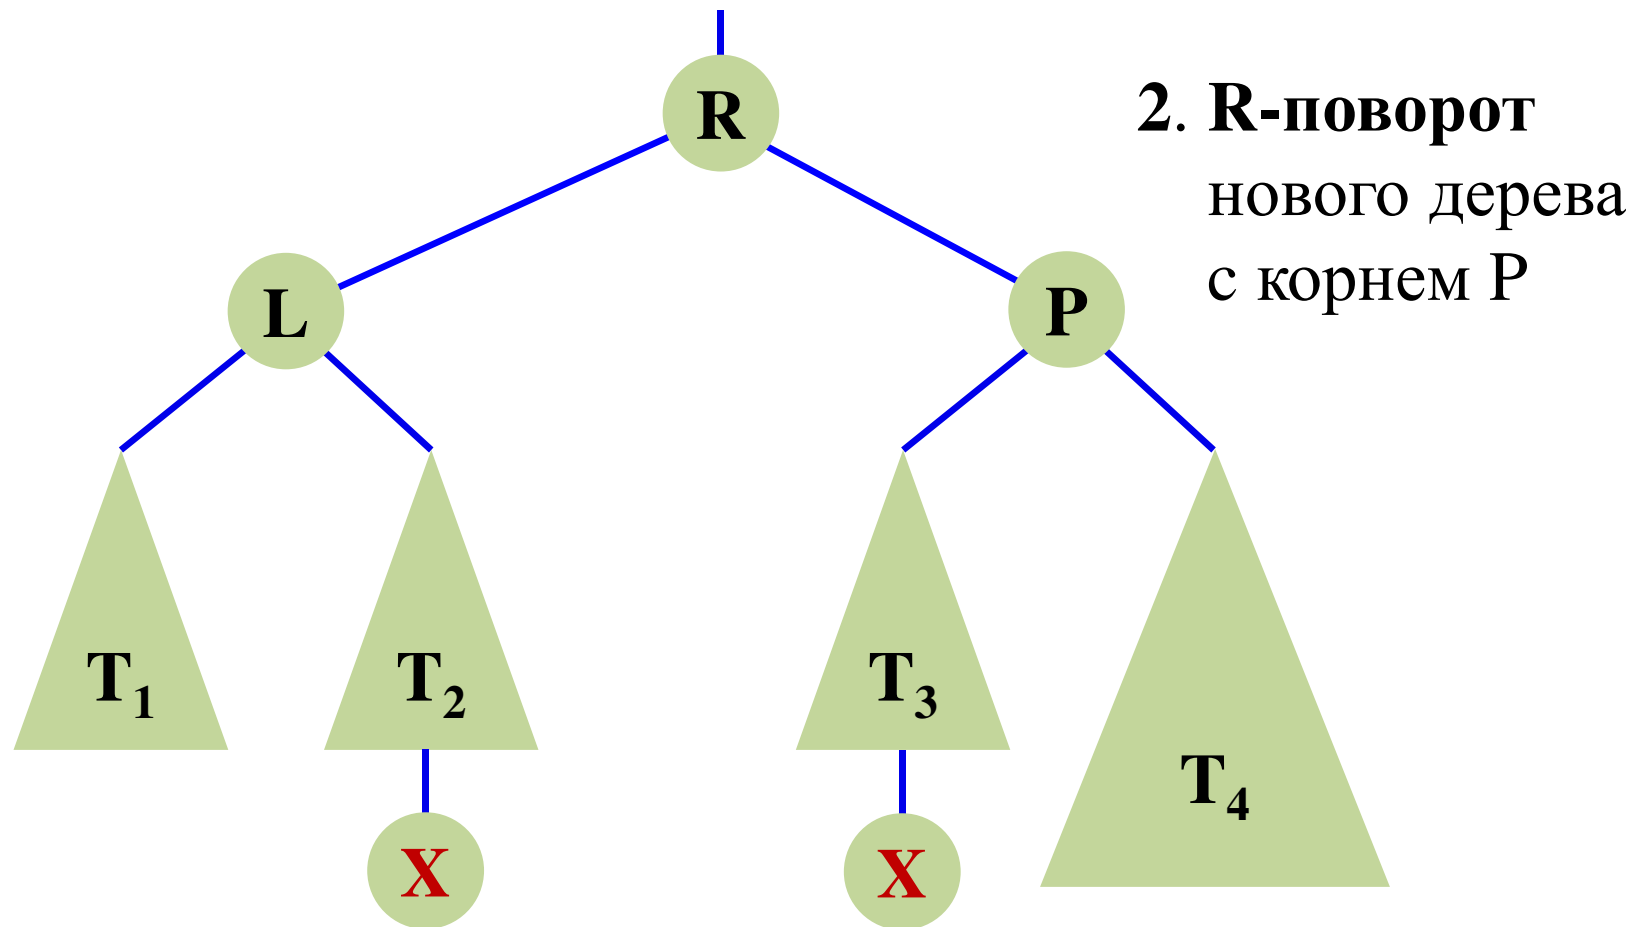 R
2. R-поворот
нового дерева
с корнем P
L
P
T1
T2
T3
T4
X
X